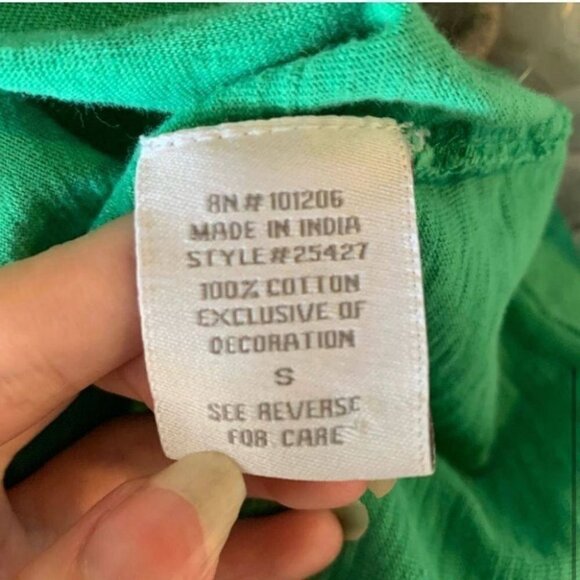 RN# 101206
MADE IN INDIA
STYLE#25427
100% COTTON
EXCLUSIVE OF
DECORATION
S
SEE REVERSE
FOR CARE